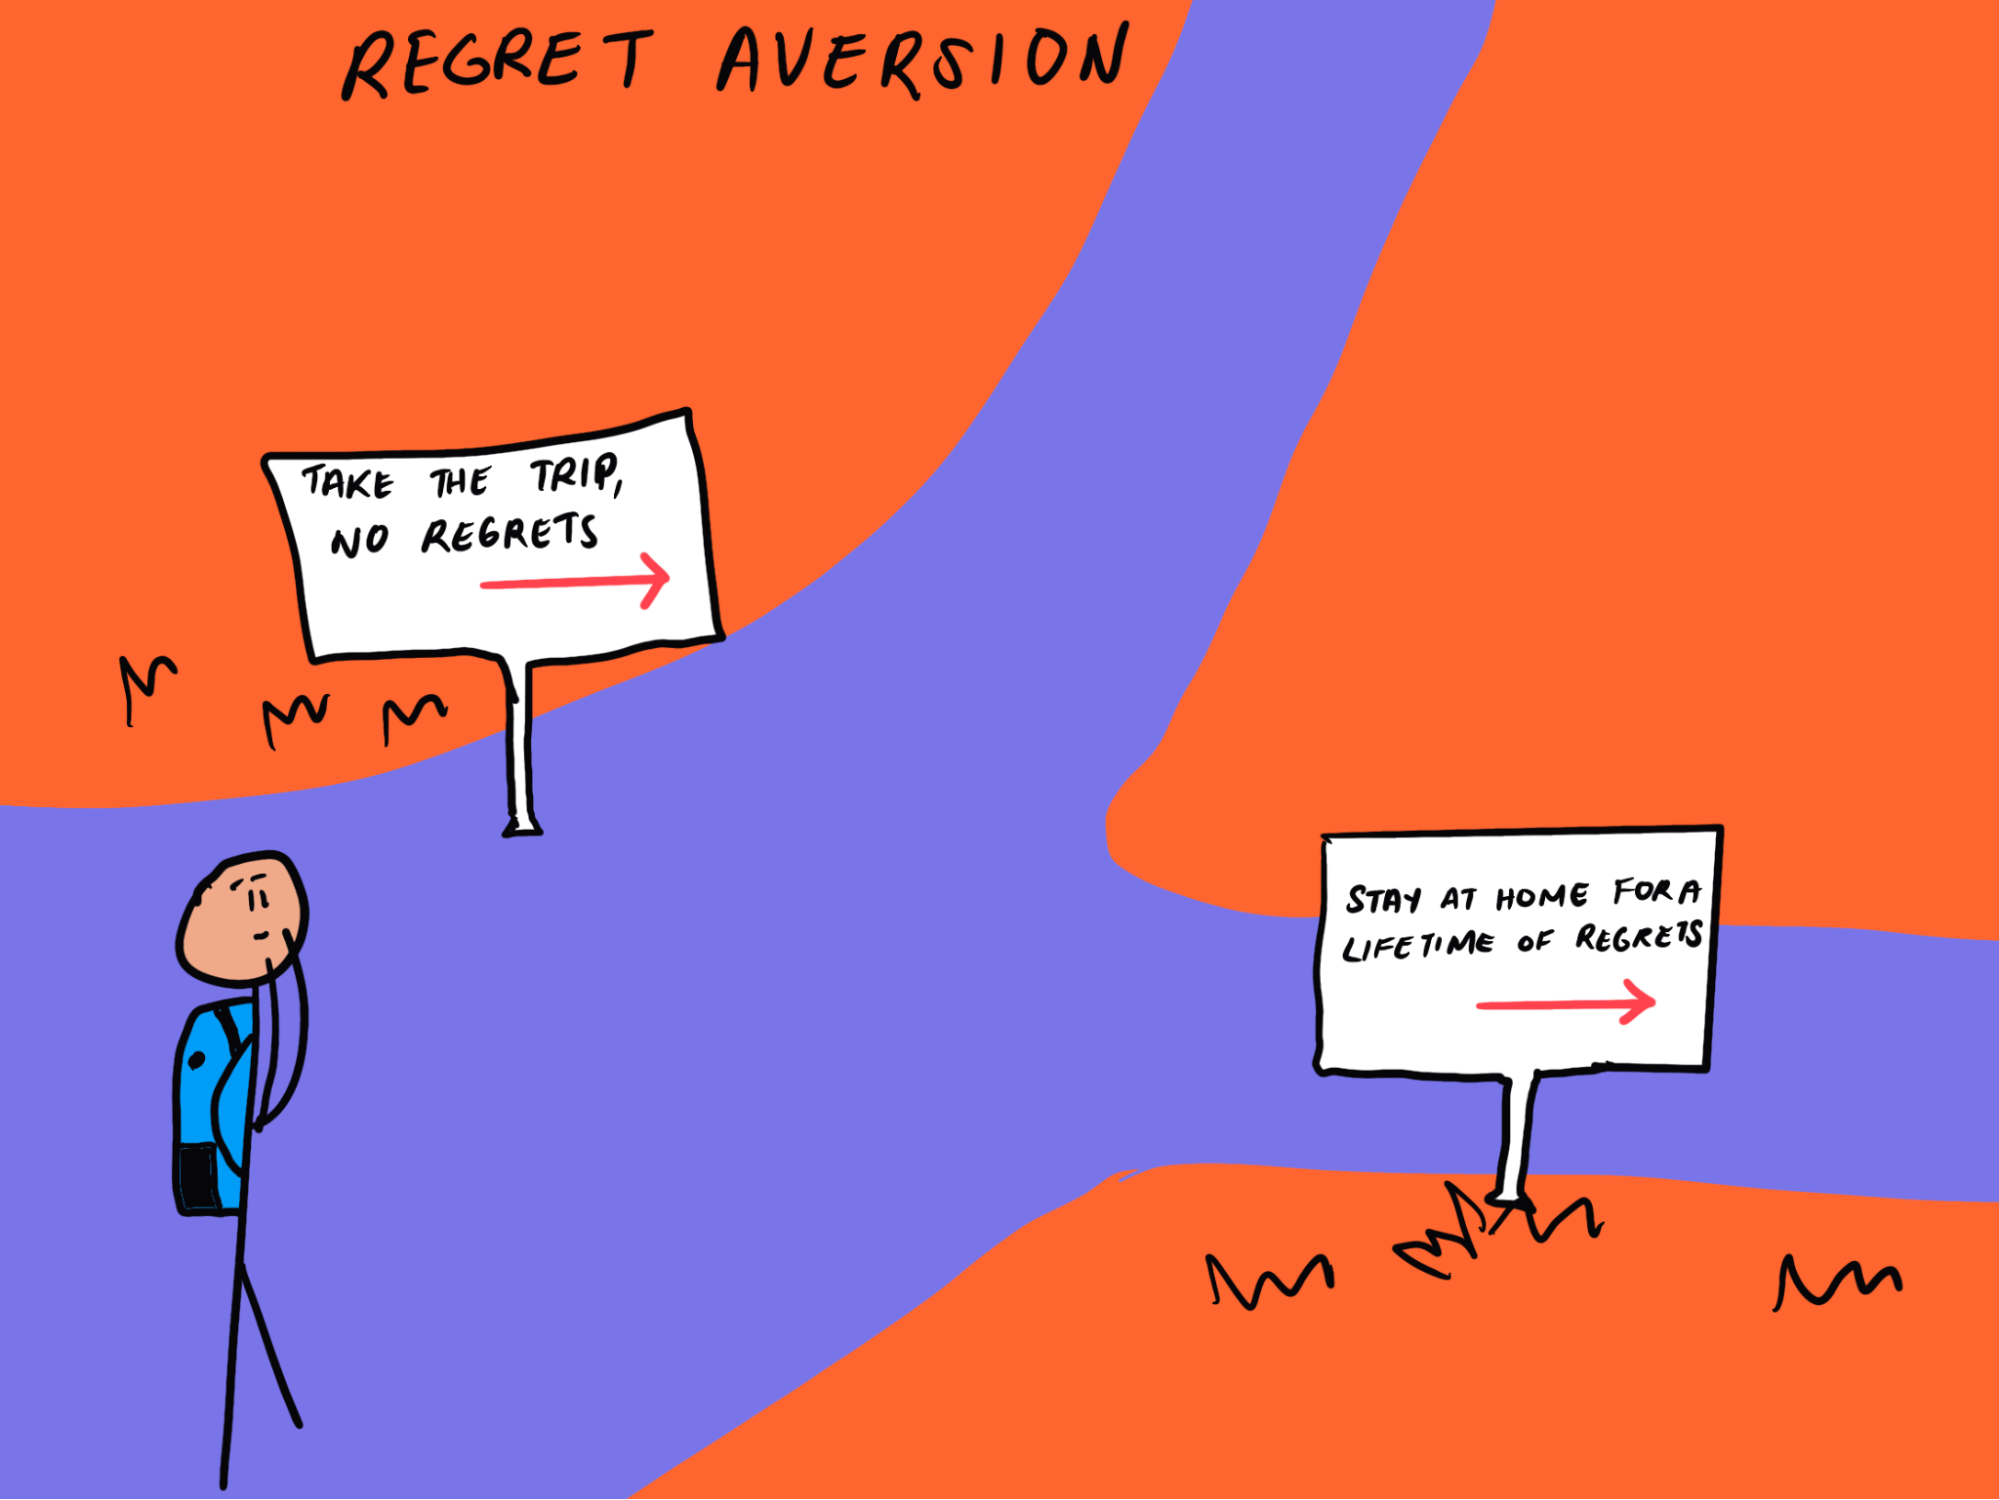 REGRET AVERSION
TAKE THE TRIP,
NO REGRETS
STAY AT HOME FOR A
LIFETIME OF REGRETS